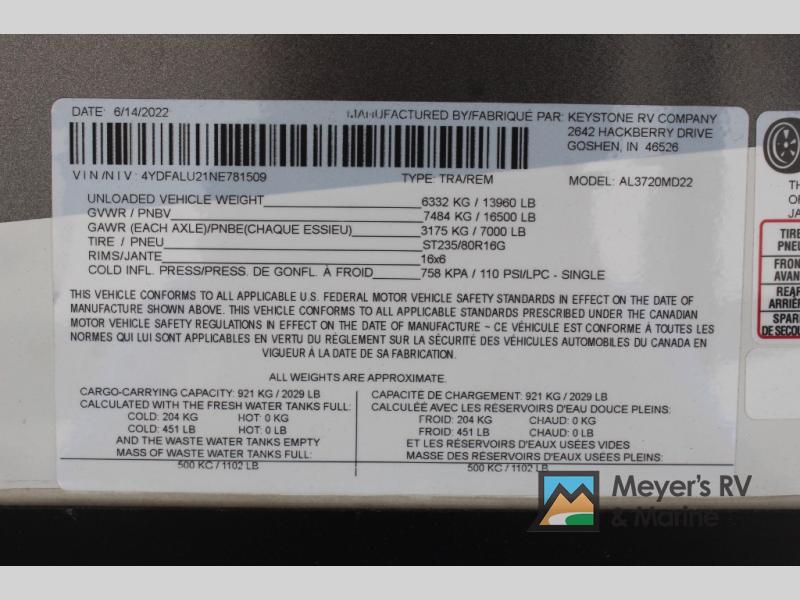 DATE: 6/14/2022
MANUFACTURED BY/FABRIQUÉ PAR: KEYSTONE RV COMPANY
2642 HACKBERRY DRIVE
GOSHEN, IN 46526
VIN/NIV: 4YDFALU21NE781509 TYPE: TRA/REM MODEL: AL3720MD22
UNLOADED VEHICLE WEIGHT 6332 KG / 13960 LB
GVWR / PNBV 7484 KG / 16500 LB
GAWR (EACH AXLE)/PNBE(CHAQUE ESSIEU) 3175 KG / 7000 LB
TIRE / PNEU ST235/80R16G
RIMS/JANTE 16x6
COLD INFL. PRESS/PRESS. DE GONFL. À FROID 758 KPA / 110 PSI/LPC - SINGLE
THIS VEHICLE CONFORMS TO ALL APPLICABLE U.S. FEDERAL MOTOR VEHICLE SAFETY STANDARDS IN EFFECT ON THE DATE OF
MANUFACTURE SHOWN ABOVE. THIS VEHICLE CONFORMS TO ALL APPLICABLE STANDARDS PRESCRIBED UNDER THE CANADIAN
MOTOR VEHICLE SAFETY REGULATIONS IN EFFECT ON THE DATE OF MANUFACTURE ~ CE VÉHICULE EST CONFORME À TOUTES LES
NORMES QUI LUI SONT APPLICABLES EN VERTU DU RÈGLEMENT SUR LA SÉCURITÉ DES VÉHICULES AUTOMOBILES DU CANADA EN
VIGUEUR À LA DATE DE SA FABRICATION.
ALL WEIGHTS ARE APPROXIMATE.
CARGO-CARRYING CAPACITY: 921 KG / 2029 LB
CALCULATED WITH THE FRESH WATER TANKS FULL:
COLD: 204 KG HOT: 0 KG
COLD: 451 LB HOT: 0 LB
AND THE WASTE WATER TANKS EMPTY
MASS OF WASTE WATER TANKS FULL:
500 KG / 1102 LB
CAPACITE DE CHARGEMENT: 921 KG / 2029 LB
CALCULÉE AVEC LES RÉSERVOIRS D'EAU DOUCE PLEINS:
FROID: 204 KG CHAUD: 0 KG
FROID: 451 LB CHAUD: 0 LB
ET LES RÉSERVOIRS D'EAUX USÉES VIDES
MASSE DES RÉSERVOIRS D'EAUX USÉES PLEINS:
500 KG / 1102 LB
TIRE
PNEU
FRON
AVAN
REAR
ARRIÈR
SPAR
DE SECOU
Meyer's RV
& Marine